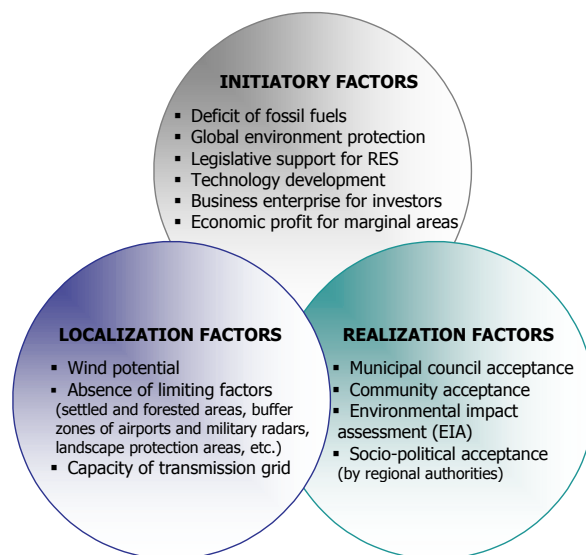 INITIATORY FACTORS
▪ Deficit of fossil fuels
▪ Global environment protection
▪ Legislative support for RES
▪ Technology development
▪ Business enterprise for investors
▪ Economic profit for marginal areas
LOCALIZATION FACTORS
▪ Wind potential
▪ Absence of limiting factors
(settled and forested areas, buffer
zones of airports and military radars,
landscape protection areas, etc.)
▪ Capacity of transmission grid
REALIZATION FACTORS
▪ Municipal council acceptance
▪ Community acceptance
▪ Environmental impact
assessment (EIA)
▪ Socio-political acceptance
(by regional authorities)